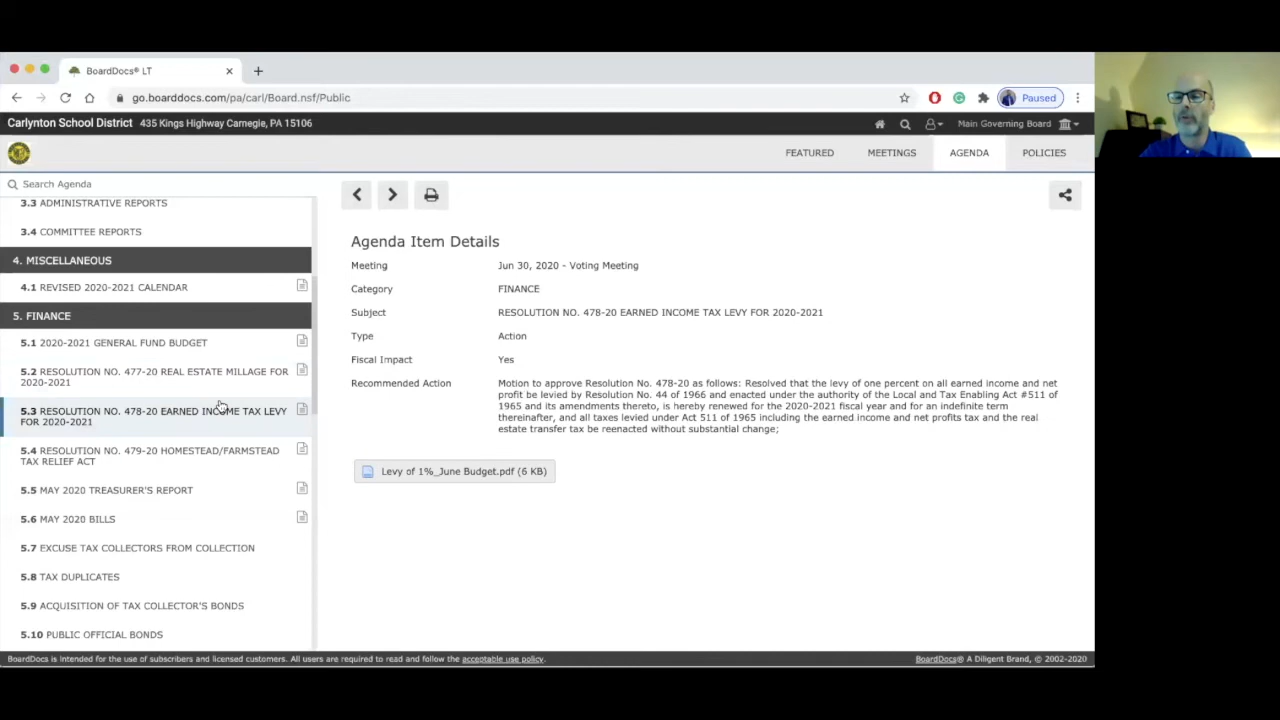 BoardDocs® LT
go.boarddocs.com/pa/carl/Board.nsf/Public
Paused
Carlynton School District 435 Kings Highway Carnegie, PA 15106
Main Governing Board
FEATURED MEETINGS AGENDA POLICIES
Search Agenda
3.3 ADMINISTRATIVE REPORTS
3.4 COMMITTEE REPORTS
4. MISCELLANEOUS
4.1 REVISED 2020-2021 CALENDAR
5. FINANCE
5.1 2020-2021 GENERAL FUND BUDGET
5.2 RESOLUTION NO. 477-20 REAL ESTATE MILLAGE FOR
2020-2021
5.3 RESOLUTION NO. 478-20 EARNED INCOME TAX LEVY
FOR 2020-2021
5.4 RESOLUTION NO. 479-20 HOMESTEAD/FARMSTEAD
TAX RELIEF ACT
5.5 MAY 2020 TREASURER'S REPORT
5.6 MAY 2020 BILLS
5.7 EXCUSE TAX COLLECTORS FROM COLLECTION
5.8 TAX DUPLICATES
5.9 ACQUISITION OF TAX COLLECTOR'S BONDS
5.10 PUBLIC OFFICIAL BONDS
Agenda Item Details
Meeting Jun 30, 2020 - Voting Meeting
Category FINANCE
Subject RESOLUTION NO. 478-20 EARNED INCOME TAX LEVY FOR 2020-2021
Type Action
Fiscal Impact Yes
Recommended Action Motion to approve Resolution No. 478-20 as follows: Resolved that the levy of one percent on all earned income and net
profit be levied by Resolution No. 44 of 1966 and enacted under the authority of the Local and Tax Enabling Act #511 of
1965 and its amendments thereto, is hereby renewed for the 2020-2021 fiscal year and for an indefinite term
thereinafter, and all taxes levied under Act 511 of 1965 including the earned income and net profits tax and the real
estate transfer tax be reenacted without substantial change;
Levy of 1%_June Budget.pdf (6 KB)
BoardDocs is intended for the use of subscribers and licensed customers. All users are required to read and follow the acceptable use policy.
BoardDocs® A Diligent Brand, © 2002-2020